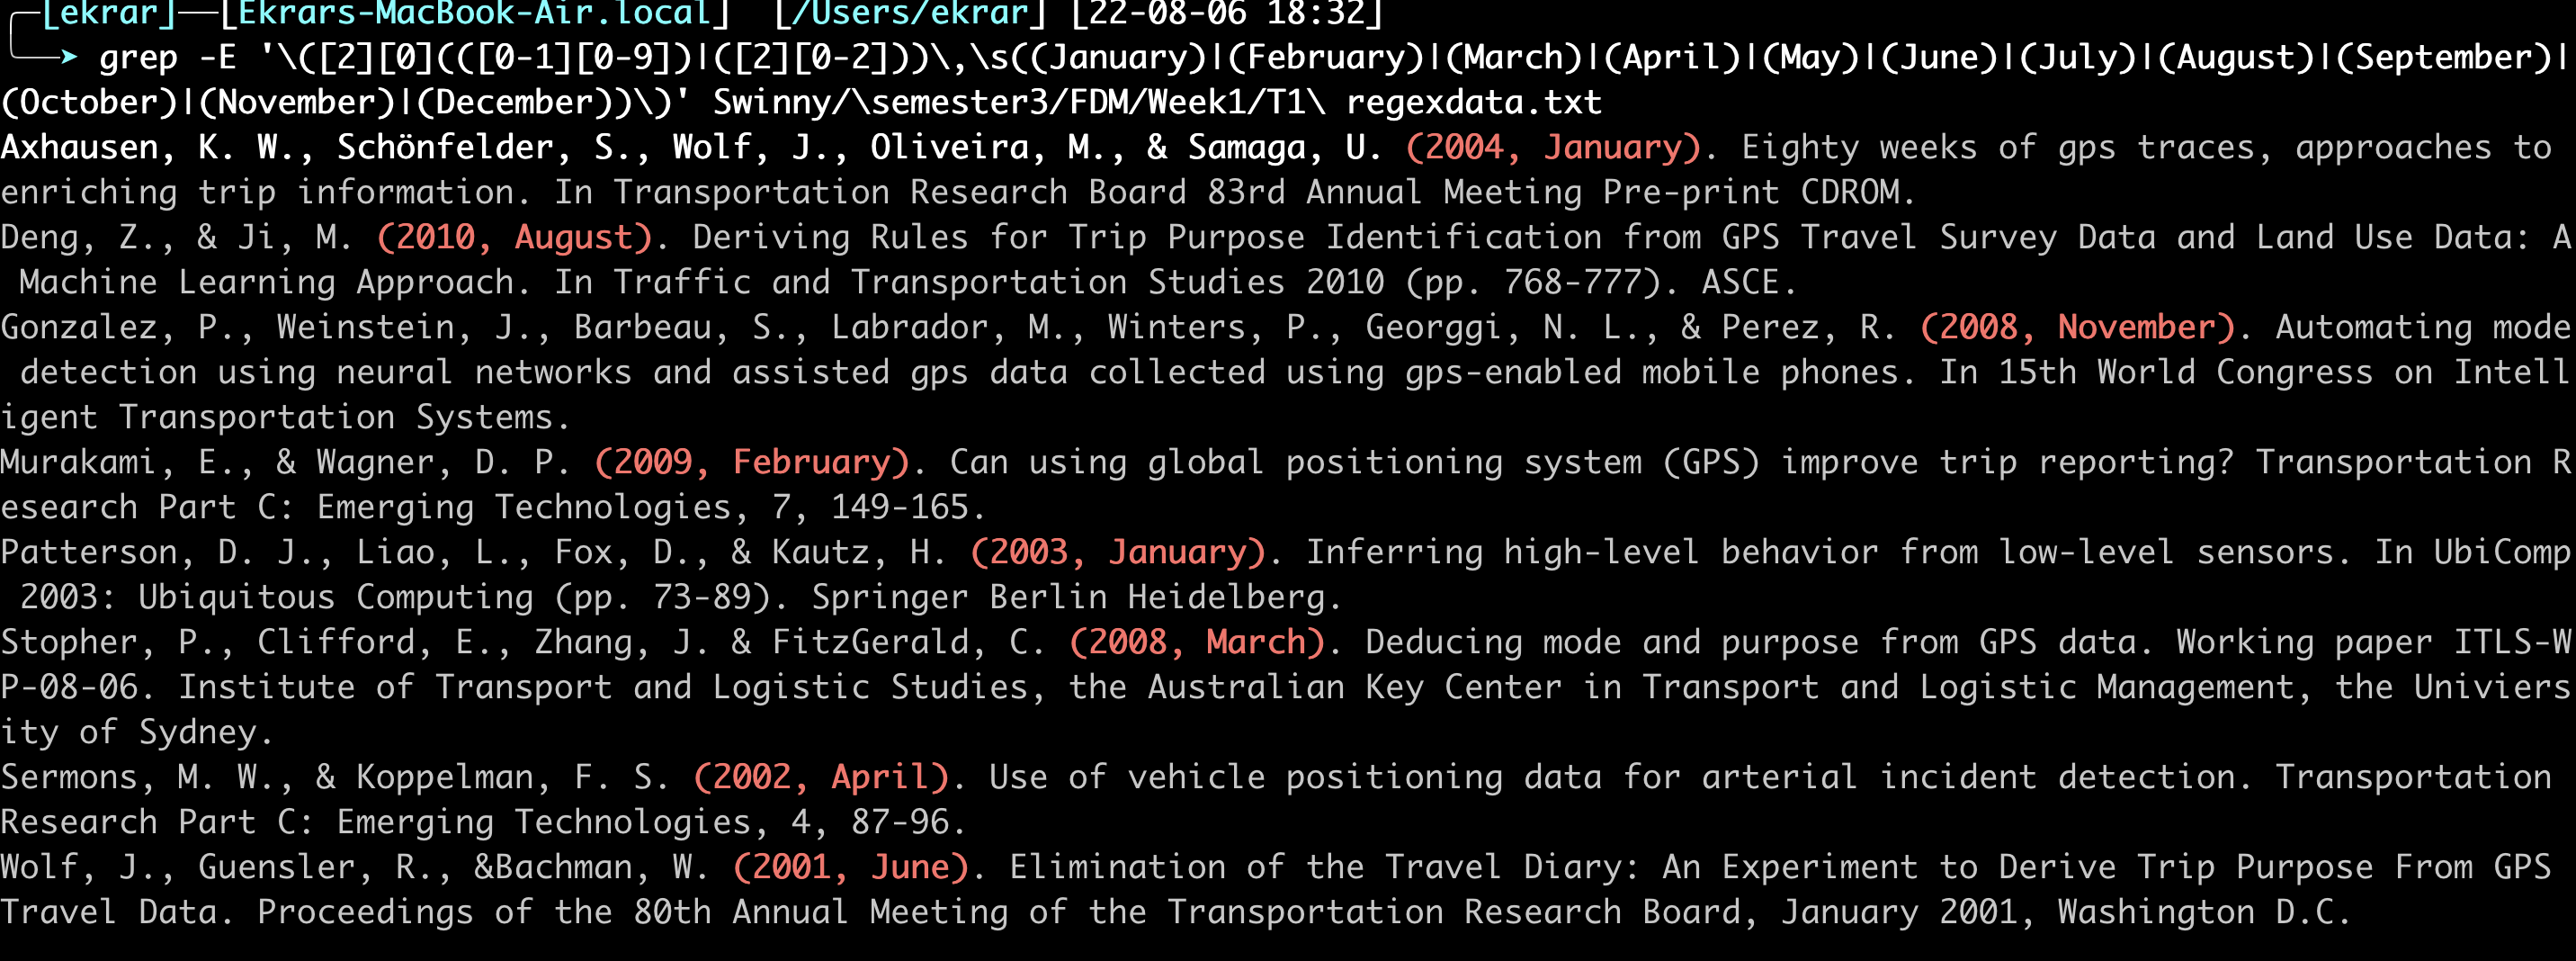 ╭─[ekrar]──[Ekrars-MacBook-Air.local]  [/Users/ekrar] [22-08-06 18:32]
╰──➤ grep -E '\([2][0](([0-1][0-9])|([2][0-2]))\,\s((January)|(February)|(March)|(April)|(May)|(June)|(July)|(August)|(September)|
(October)|(November)|(December))\)' Swinny/\semester3/FDM/Week1/T1\ regexdata.txt
Axhausen, K. W., Schönfelder, S., Wolf, J., Oliveira, M., & Samaga, U. (2004, January). Eighty weeks of gps traces, approaches to
enriching trip information. In Transportation Research Board 83rd Annual Meeting Pre-print CDROM.
Deng, Z., & Ji, M. (2010, August). Deriving Rules for Trip Purpose Identification from GPS Travel Survey Data and Land Use Data: A
 Machine Learning Approach. In Traffic and Transportation Studies 2010 (pp. 768-777). ASCE.
Gonzalez, P., Weinstein, J., Barbeau, S., Labrador, M., Winters, P., Georggi, N. L., & Perez, R. (2008, November). Automating mode
 detection using neural networks and assisted gps data collected using gps-enabled mobile phones. In 15th World Congress on Intell
igent Transportation Systems.
Murakami, E., & Wagner, D. P. (2009, February). Can using global positioning system (GPS) improve trip reporting? Transportation R
esearch Part C: Emerging Technologies, 7, 149-165.
Patterson, D. J., Liao, L., Fox, D., & Kautz, H. (2003, January). Inferring high-level behavior from low-level sensors. In UbiComp
 2003: Ubiquitous Computing (pp. 73-89). Springer Berlin Heidelberg.
Stopher, P., Clifford, E., Zhang, J. & FitzGerald, C. (2008, March). Deducing mode and purpose from GPS data. Working paper ITLS-W
P-08-06. Institute of Transport and Logistic Studies, the Australian Key Center in Transport and Logistic Management, the Univiers
ity of Sydney.
Sermons, M. W., & Koppelman, F. S. (2002, April). Use of vehicle positioning data for arterial incident detection. Transportation
Research Part C: Emerging Technologies, 4, 87-96.
Wolf, J., Guensler, R., &Bachman, W. (2001, June). Elimination of the Travel Diary: An Experiment to Derive Trip Purpose From GPS
Travel Data. Proceedings of the 80th Annual Meeting of the Transportation Research Board, January 2001, Washington D.C.